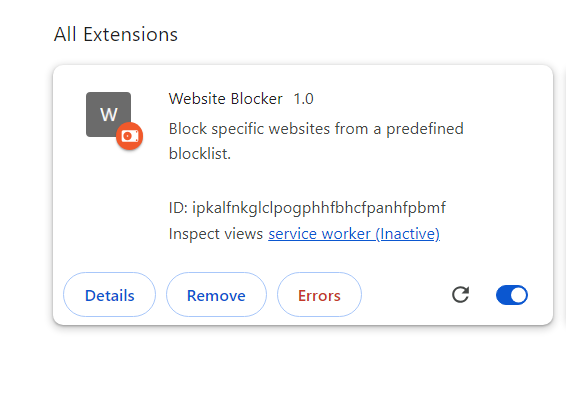 All Extensions
W
Website Blocker 1.0
Block specific websites from a predefined
blocklist.
ID: ipkalfnkglclpogphhfbhcfpanhfpbmf
Inspect views service worker (Inactive)
Details Remove Errors